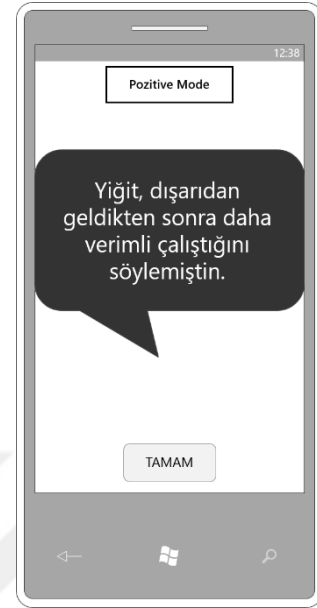 12:38
Pozitive Mode
Yiğit, dışarıdan
geldikten sonra daha
verimli çalıştığını
söylemiştin.
TAMAM